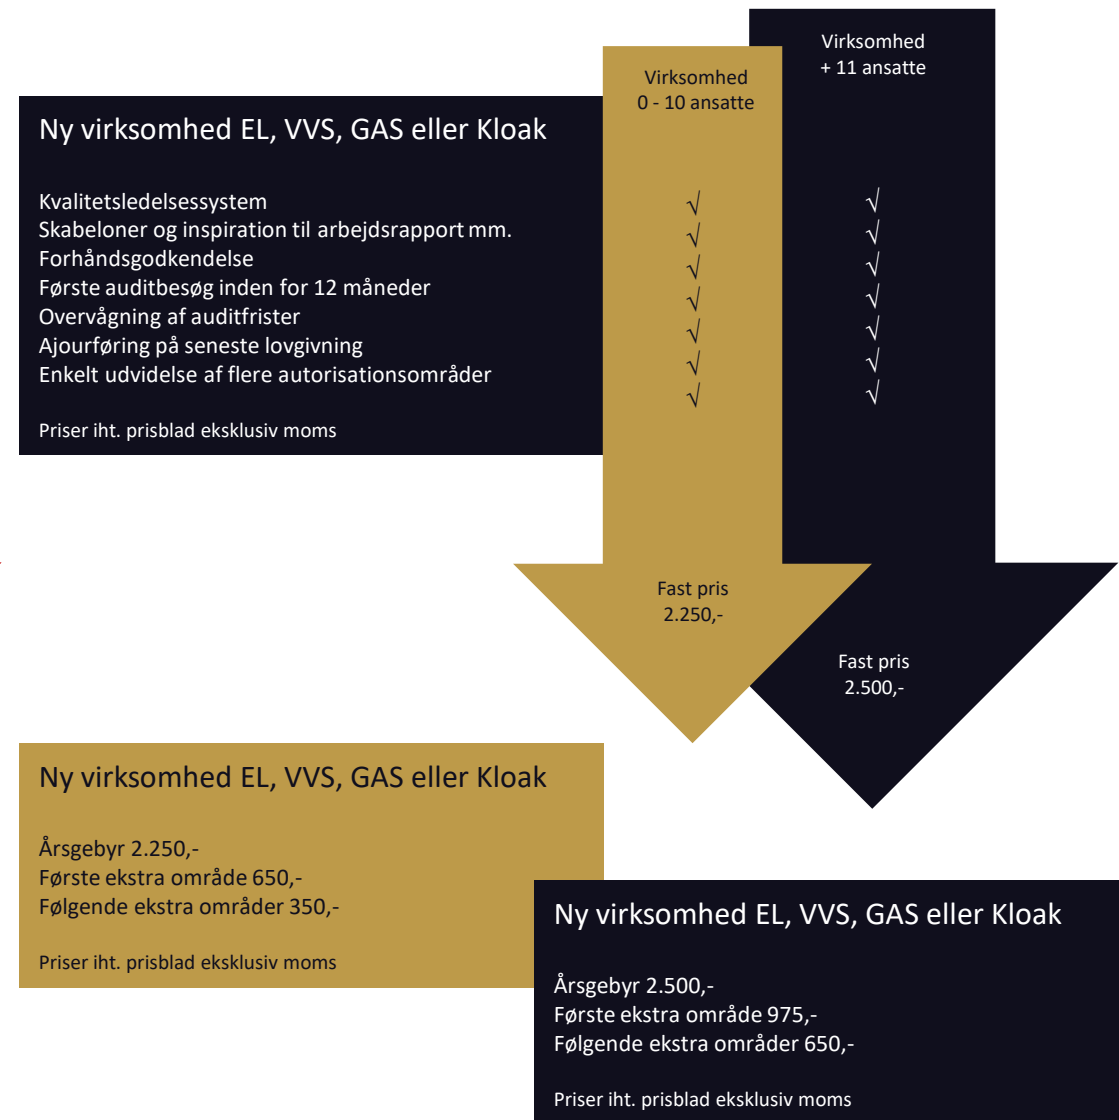 Virksomhed
+ 11 ansatte
Virksomhed
0 - 10 ansatte
Ny virksomhed EL, VVS, GAS eller Kloak
Kvalitetsledelsessystem √ √
Skabeloner og inspiration til arbejdsrapport mm. √ √
Forhåndsgodkendelse √ √
Første auditbesøg inden for 12 måneder √ √
Overvågning af auditfrister √ √
Ajourføring på seneste lovgivning √ √
Enkelt udvidelse af flere autorisationsområder √ √
Priser iht. prisblad eksklusiv moms
Fast pris
2.250,-
Fast pris
2.500,-
Ny virksomhed EL, VVS, GAS eller Kloak
Årsgebyr 2.250,-
Første ekstra område 650,-
Følgende ekstra områder 350,-
Priser iht. prisblad eksklusiv moms
Ny virksomhed EL, VVS, GAS eller Kloak
Årsgebyr 2.500,-
Første ekstra område 975,-
Følgende ekstra områder 650,-
Priser iht. prisblad eksklusiv moms